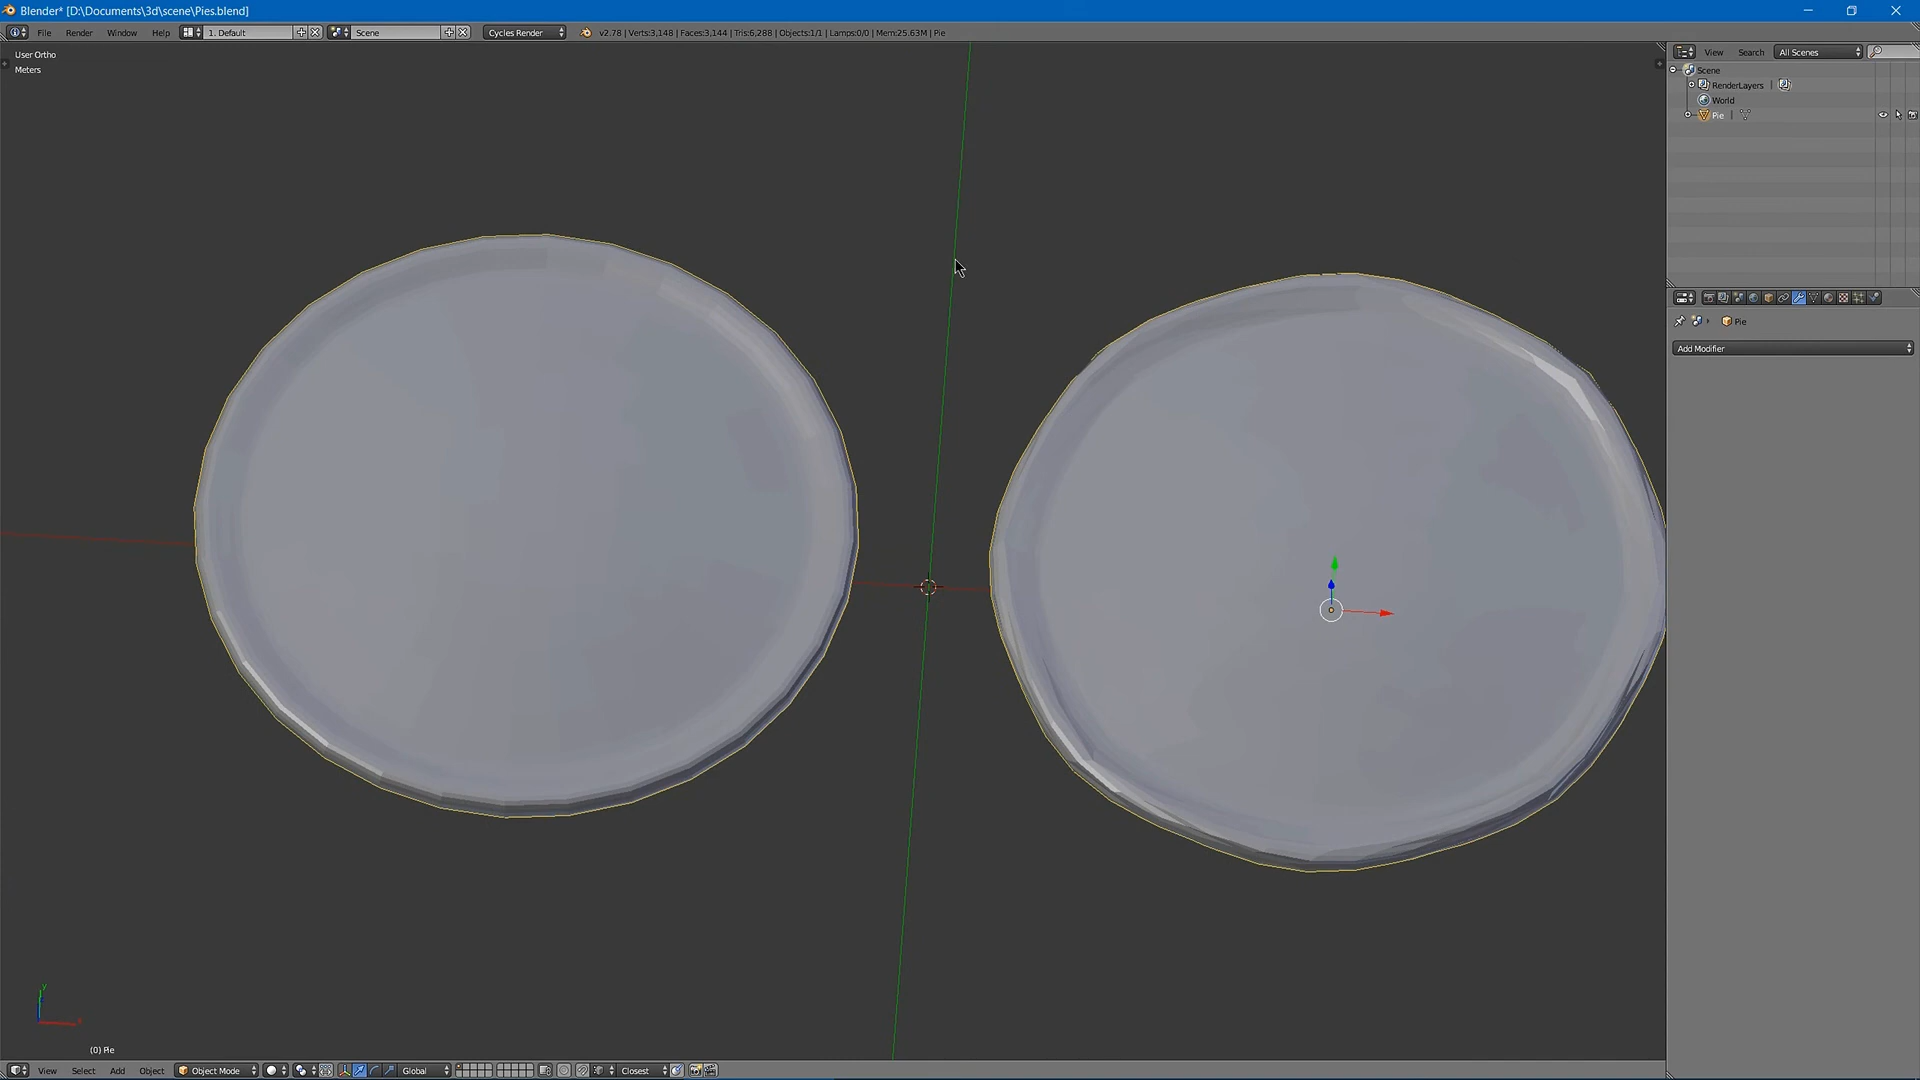 Blender* [D:\Documents\3d\scene\Pies.blend]
File Render Window Help 1. Default Scene Cycles Render v2.78 | Verts:3,148 | Faces:3,144 | Tris:6,288 | Objects:1/1 | Lamps:0/0 | Mem:25.63M | Pie
User Ortho
Meters
View Search All Scenes
Scene
RenderLayers
World
Pie
Pie
Add Modifier
y
x
(0) Pie
View Select Add Object Object Mode Global Closest